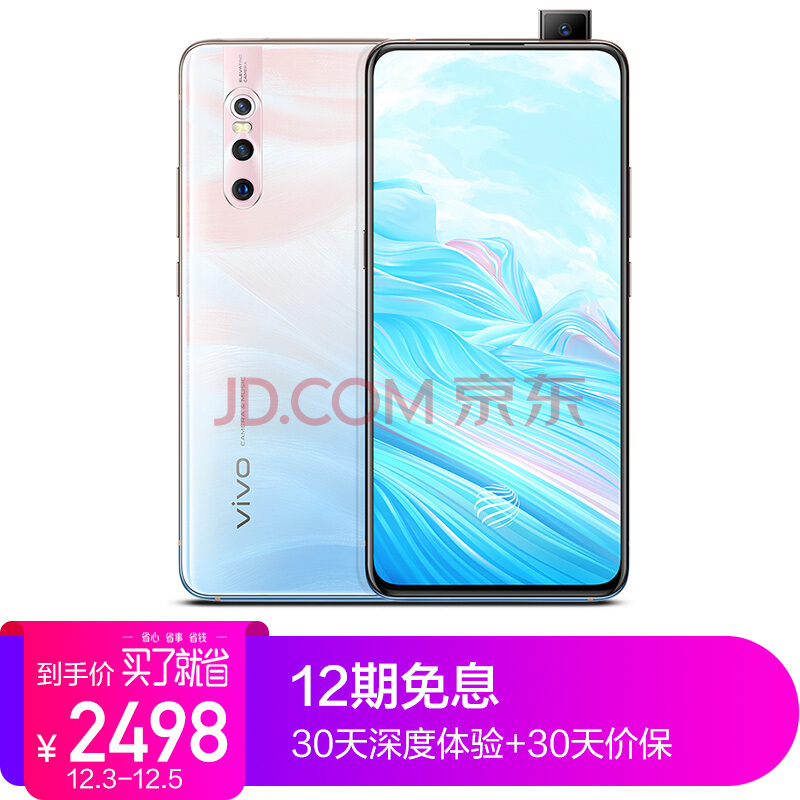 ELEVATING
CAMERA
JD.COM 京东
CAMERA & MUSIC
vivo
省心 省事 省钱
到手价 买了就省
¥2498
12.3-12.5
12期免息
30天深度体验+30天价保